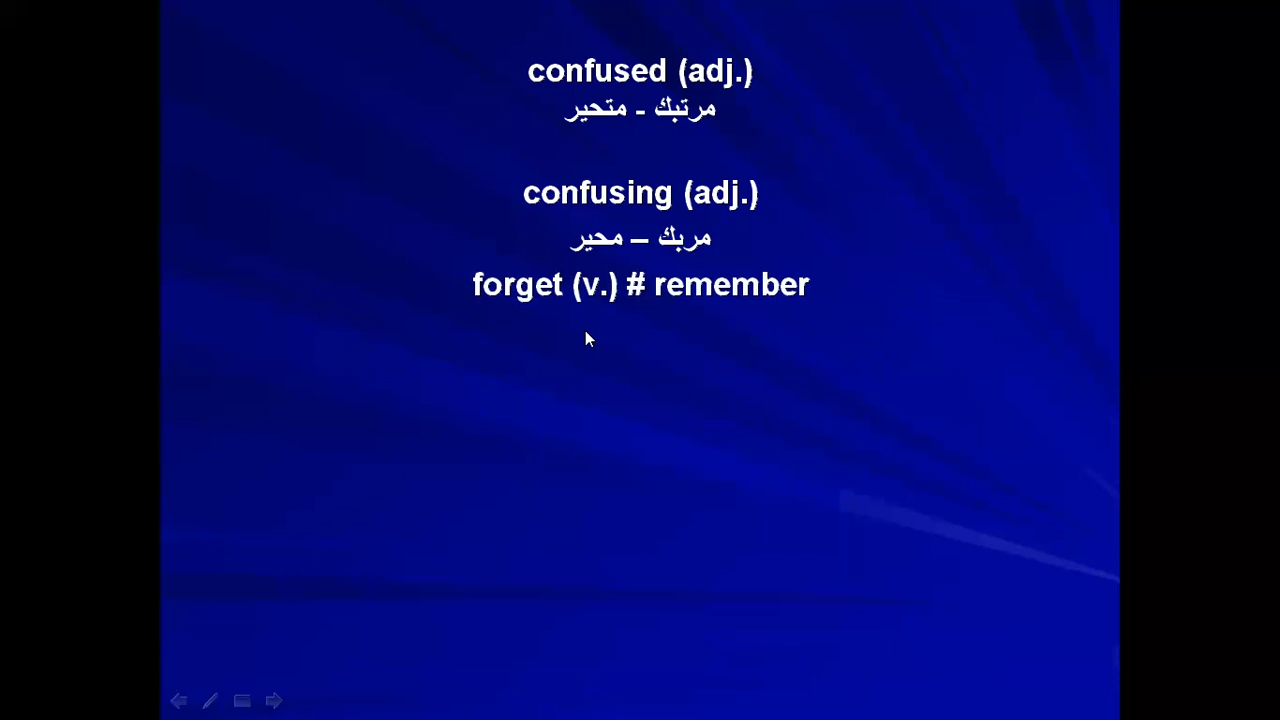 confused (adj.)
مرتبك - متحير
confusing (adj.)
مربك – محير
forget (v.) # remember